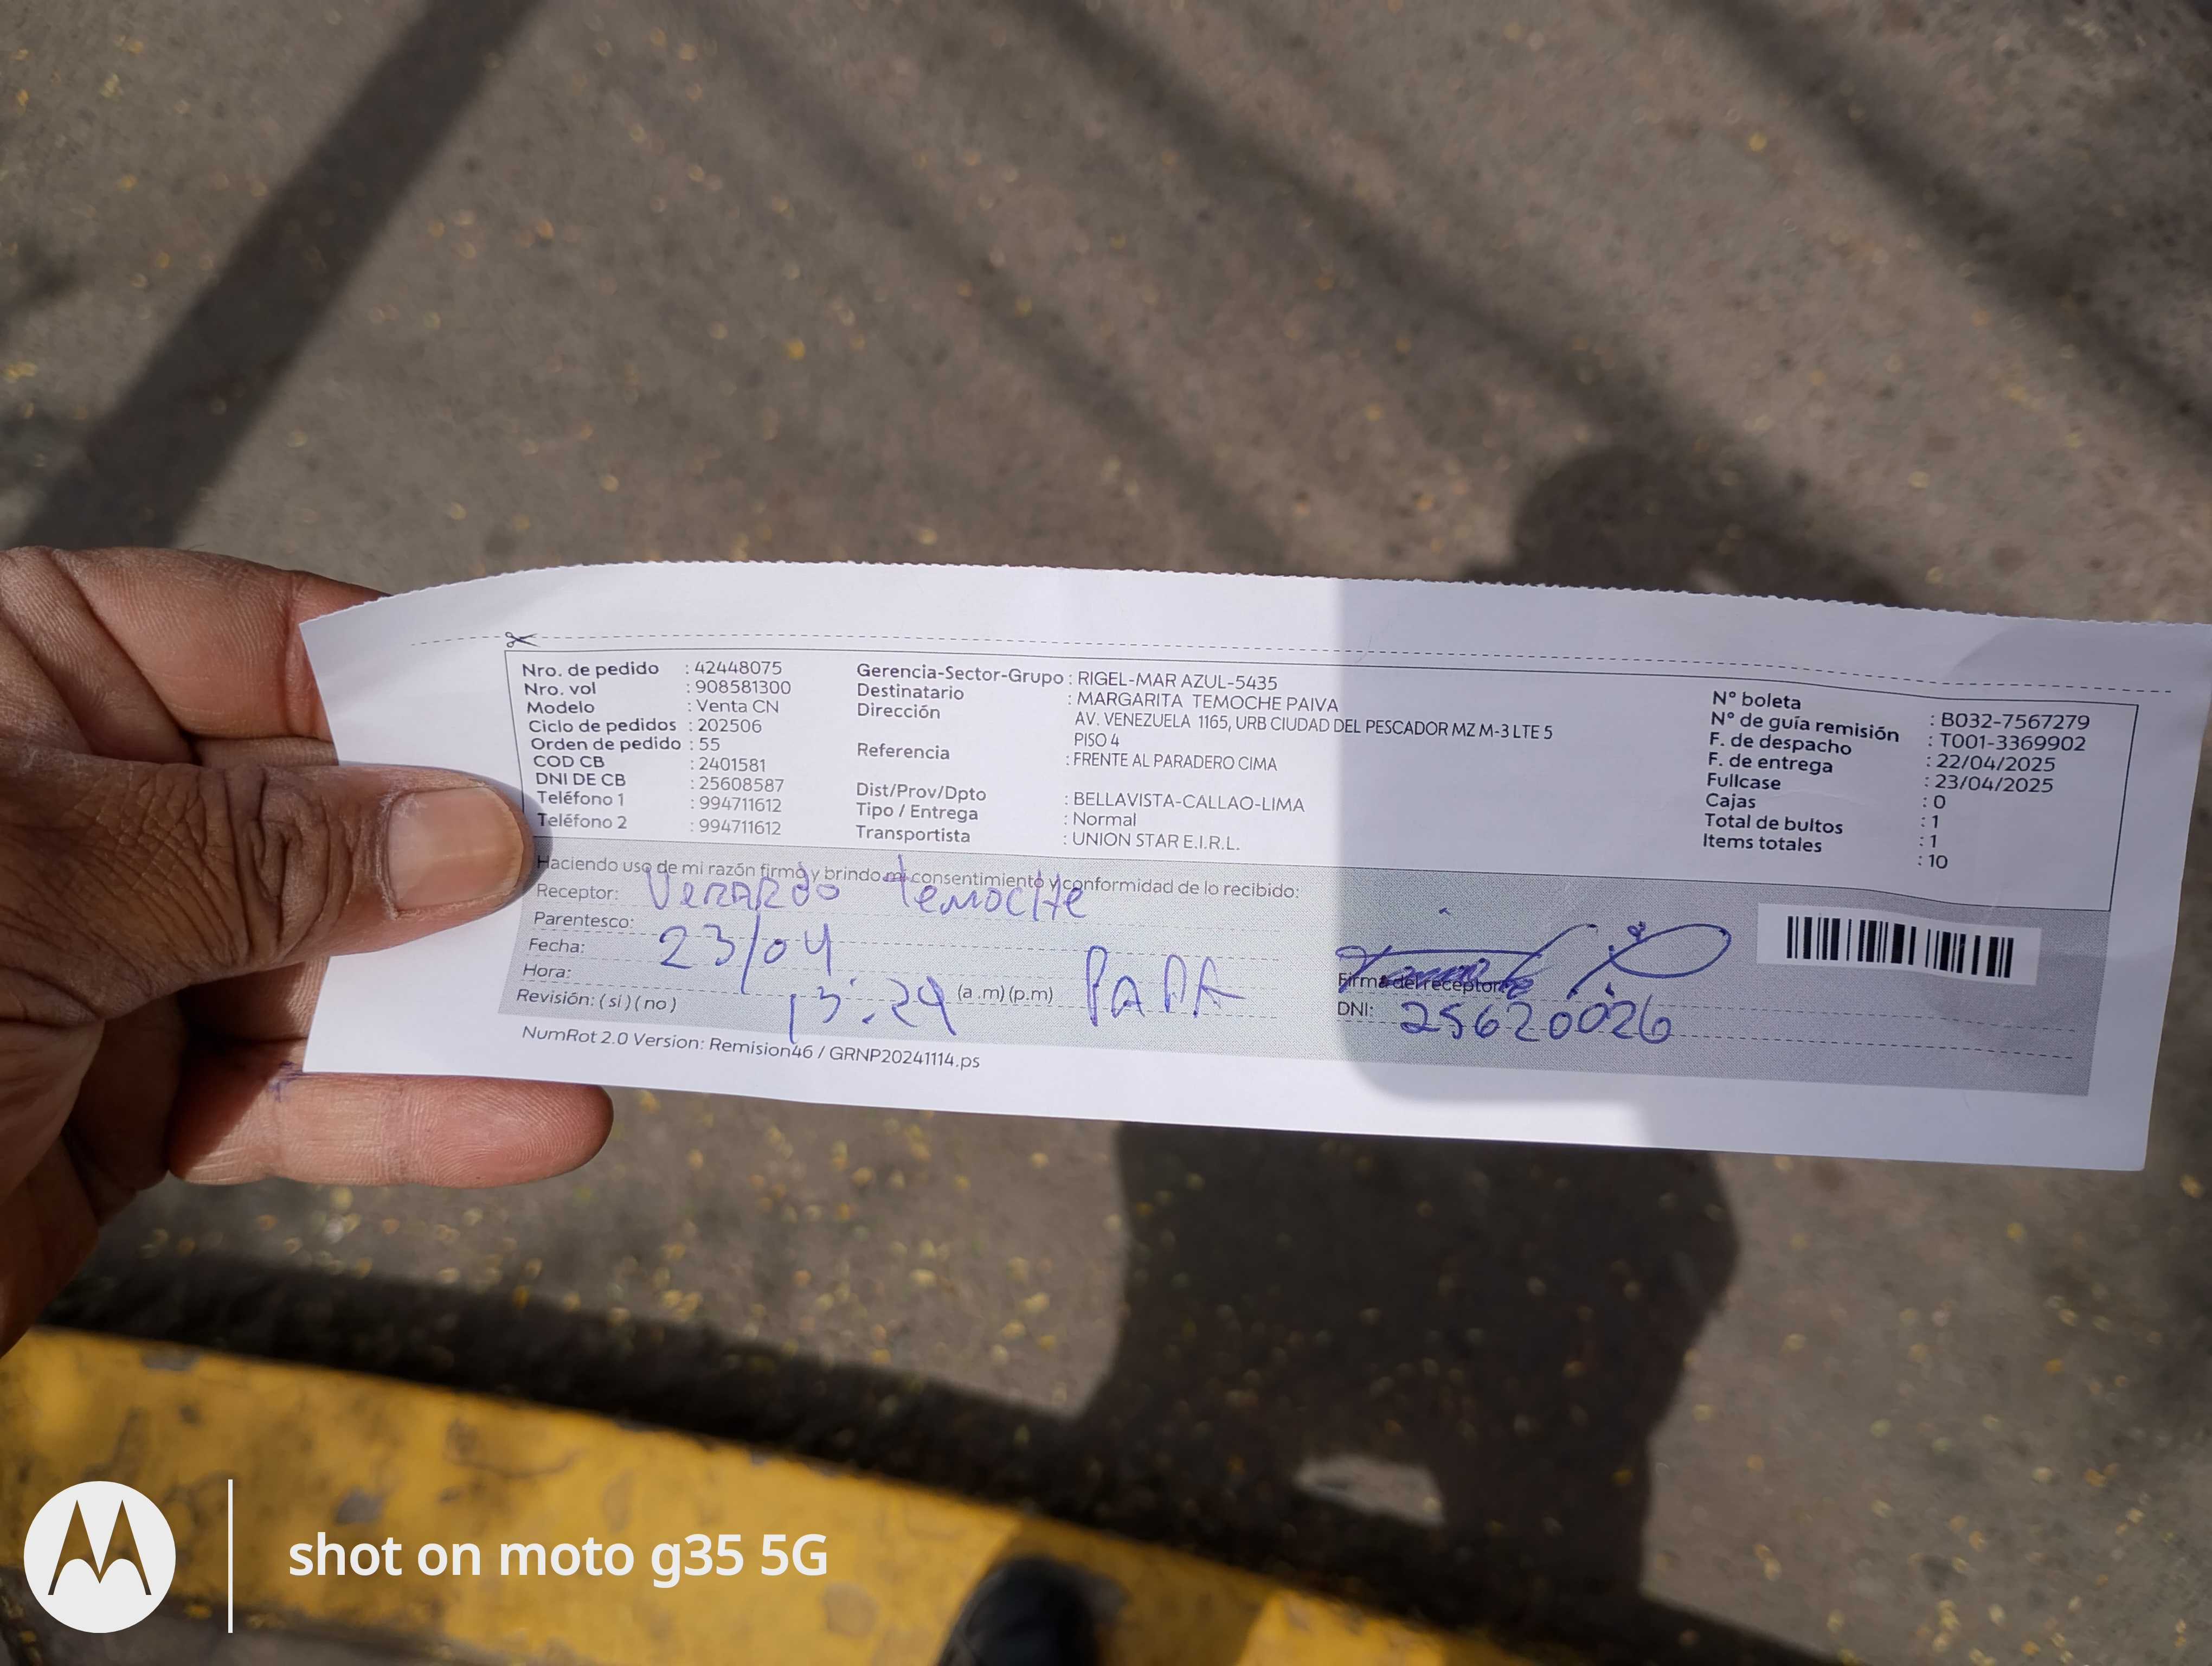 Nro. de pedido : 42448075
Nro. vol : 908581300
Modelo : Venta CN
Ciclo de pedidos : 202506
Orden de pedido : 55
COD CB : 2401581
DNI DE CB : 25608587
Teléfono 1 : 994711612
Teléfono 2 : 994711612
Gerencia-Sector-Grupo : RIGEL-MAR AZUL-5435
Destinatario : MARGARITA TEMOCHE PAIVA
Dirección AV. VENEZUELA 1165, URB CIUDAD DEL PESCADOR MZ M-3 LTE 5
PISO 4
Referencia : FRENTE AL PARADERO CIMA
Dist/Prov/Dpto : BELLAVISTA-CALLAO-LIMA
Tipo / Entrega : Normal
Transportista : UNION STAR E.I.R.L.
N° boleta : B032-7567279
N° de guía remisión : T001-3369902
F. de despacho : 22/04/2025
F. de entrega : 23/04/2025
Fullcase : 0
Cajas : 1
Total de bultos : 1
Items totales : 10
Haciendo uso de mi razón firmo y brindo mi consentimiento y conformidad de lo recibido:
Receptor: Temoche
Parentesco:
Fecha: 23/04
Hora: 13:24 (a .m) (p.m) PAPA
Revisión: ( si ) ( no )
Firma del receptor
DNI: 25620026
NumRot 2.0 Version: Remision46 / GRNP20241114.ps
shot on moto g35 5G